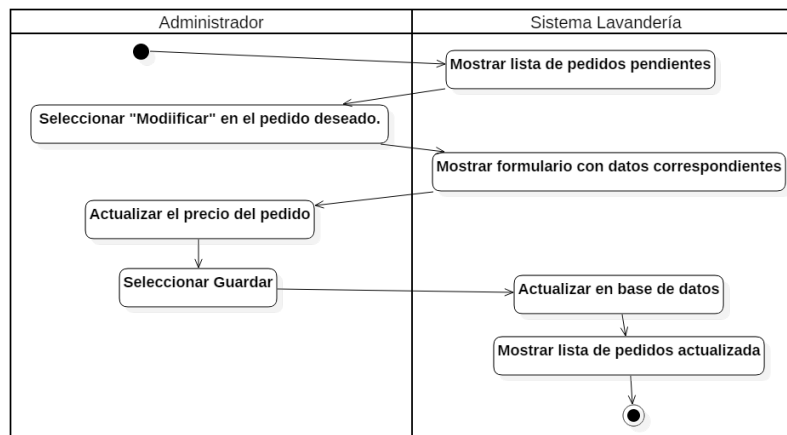 Administrador
Sistema Lavandería
Mostrar lista de pedidos pendientes
Seleccionar "Modiificar" en el pedido deseado.
Mostrar formulario con datos correspondientes
Actualizar el precio del pedido
Seleccionar Guardar
Actualizar en base de datos
Mostrar lista de pedidos actualizada